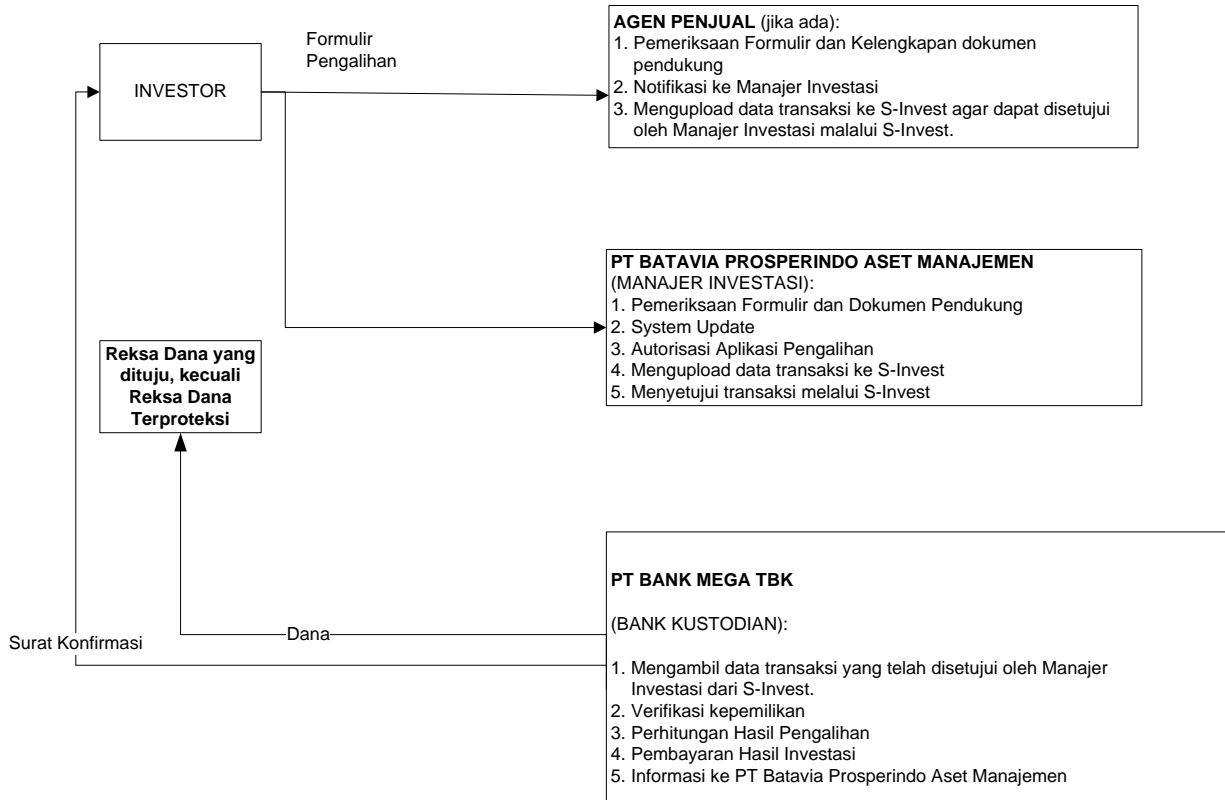 Formulir
Pengalihan
INVESTOR
AGEN PENJUAL (jika ada):
1. Pemeriksaan Formulir dan Kelengkapan dokumen
pendukung
2. Notifikasi ke Manajer Investasi
3. Mengupload data transaksi ke S-Invest agar dapat disetujui
oleh Manajer Investasi malalui S-Invest.
PT BATAVIA PROSPERINDO ASET MANAJEMEN
(MANAJER INVESTASI):
1. Pemeriksaan Formulir dan Dokumen Pendukung
2. System Update
3. Autorisasi Aplikasi Pengalihan
4. Mengupload data transaksi ke S-Invest
5. Menyetujui transaksi melalui S-Invest
Reksa Dana yang
dituju, kecuali
Reksa Dana
Terproteksi
PT BANK MEGA TBK
(BANK KUSTODIAN):
1. Mengambil data transaksi yang telah disetujui oleh Manajer
Investasi dari S-Invest.
2. Verifikasi kepemilikan
3. Perhitungan Hasil Pengalihan
4. Pembayaran Hasil Investasi
5. Informasi ke PT Batavia Prosperindo Aset Manajemen
Dana
Surat Konfirmasi